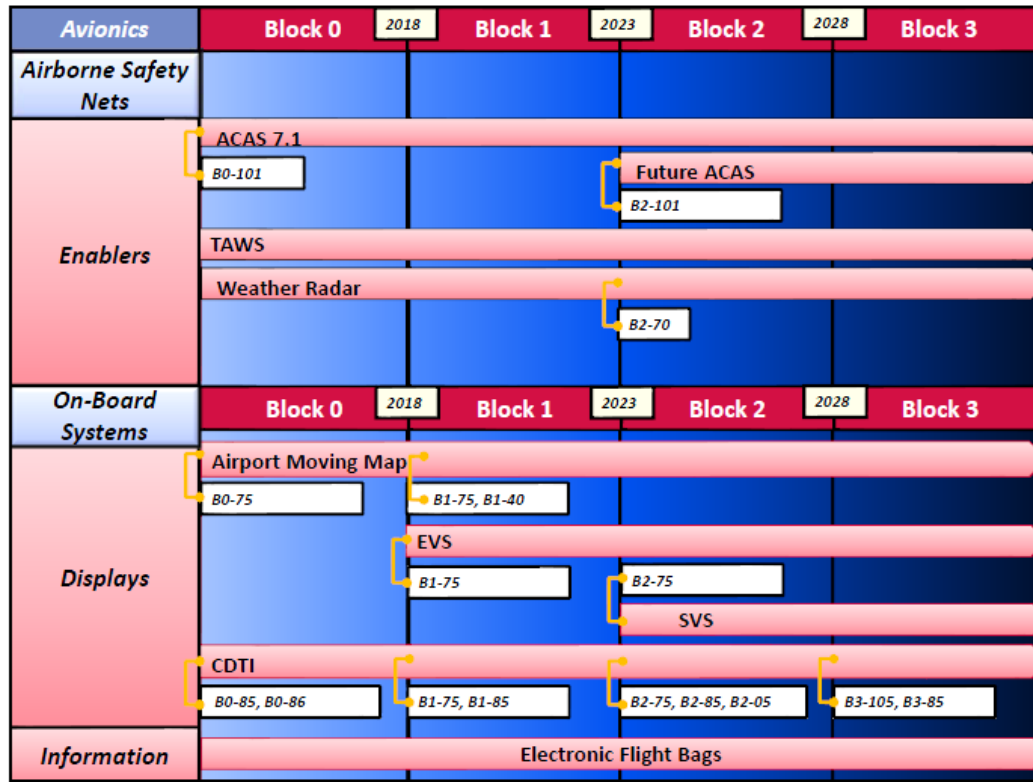 Avionics
Block 0
2018
Block 1
2023
Block 2
2028
Block 3
Airborne Safety
Nets
Enablers
ACAS 7.1
B0-101
Future ACAS
B2-101
TAWS
Weather Radar
B2-70
On-Board
Systems
Block 0
2018
Block 1
2023
Block 2
2028
Block 3
Displays
Airport Moving Map
B0-75
B1-75, B1-40
EVS
B1-75
B2-75
SVS
CDTI
B0-85, B0-86
B1-75, B1-85
B2-75, B2-85, B2-05
B3-105, B3-85
Information
Electronic Flight Bags